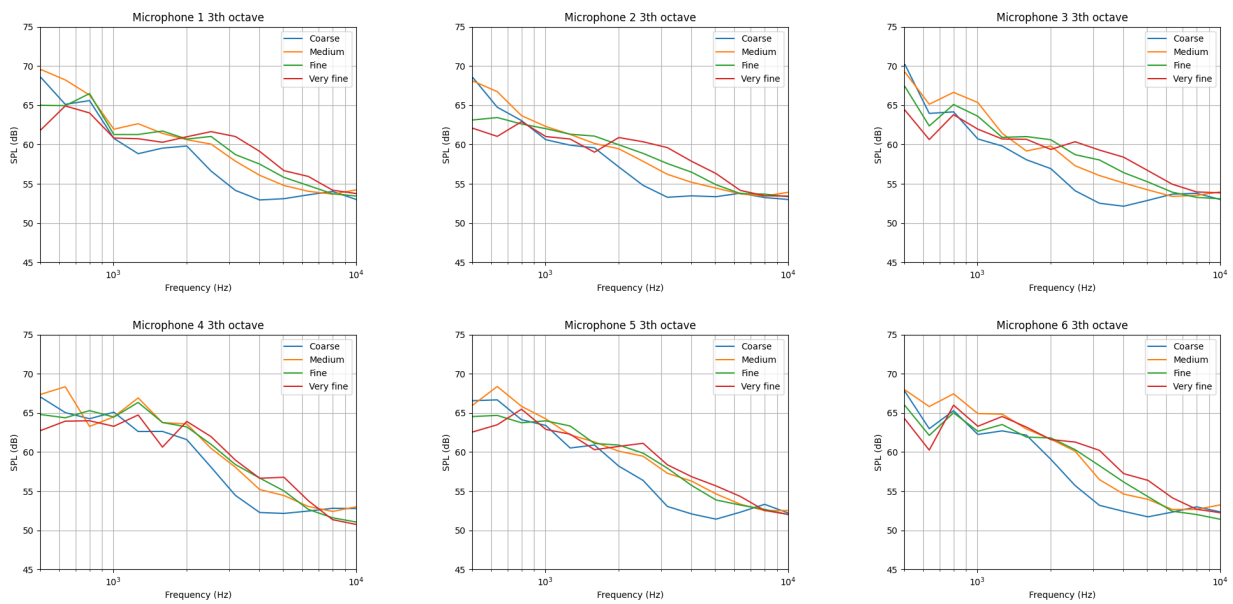 Microphone 1 3th octave
75
70
65
60
55
50
45
SPL (dB)
10³
10⁴
Frequency (Hz)
Coarse
Medium
Fine
Very fine
Microphone 2 3th octave
75
70
65
60
55
50
45
SPL (dB)
10³
10⁴
Frequency (Hz)
Coarse
Medium
Fine
Very fine
Microphone 3 3th octave
75
70
65
60
55
50
45
SPL (dB)
10³
10⁴
Frequency (Hz)
Coarse
Medium
Fine
Very fine
Microphone 4 3th octave
75
70
65
60
55
50
45
SPL (dB)
10³
10⁴
Frequency (Hz)
Coarse
Medium
Fine
Very fine
Microphone 5 3th octave
75
70
65
60
55
50
45
SPL (dB)
10³
10⁴
Frequency (Hz)
Coarse
Medium
Fine
Very fine
Microphone 6 3th octave
75
70
65
60
55
50
45
SPL (dB)
10³
10⁴
Frequency (Hz)
Coarse
Medium
Fine
Very fine